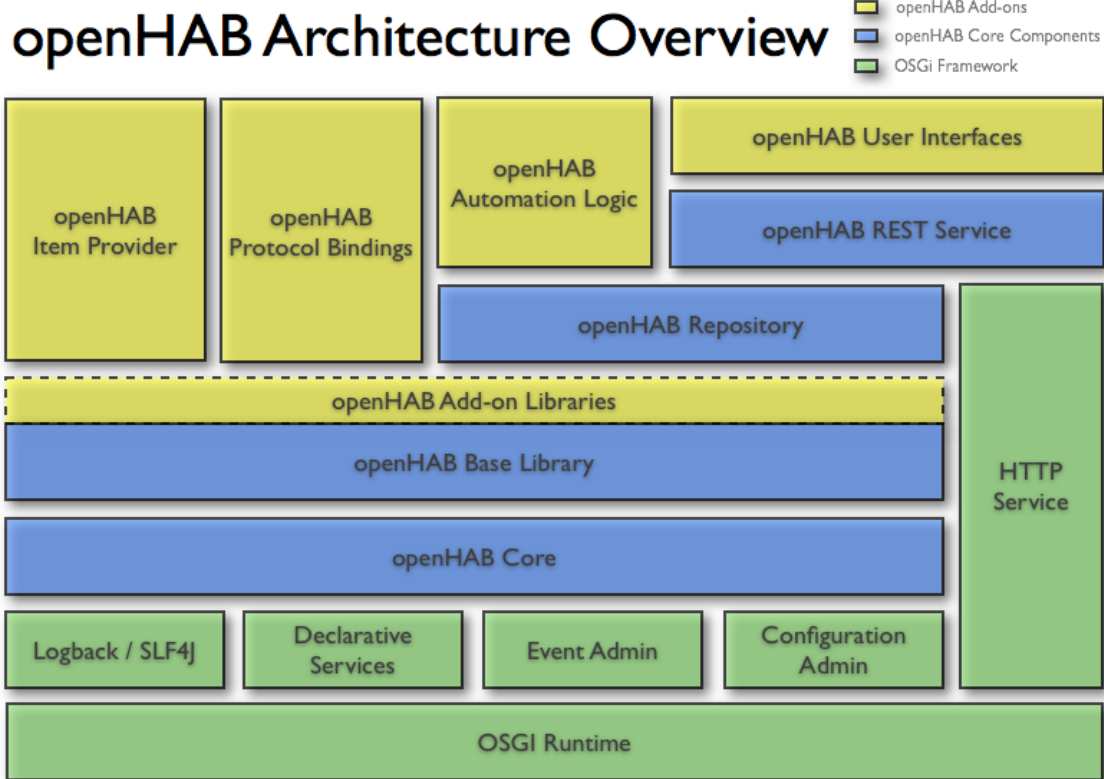 openHAB Architecture Overview
openHAB Add-ons
openHAB Core Components
OSGi Framework
openHAB
Item Provider
openHAB
Protocol Bindings
openHAB
Automation Logic
openHAB User Interfaces
openHAB REST Service
openHAB Repository
openHAB Add-on Libraries
openHAB Base Library
HTTP
Service
openHAB Core
Logback / SLF4J
Declarative
Services
Event Admin
Configuration
Admin
OSGI Runtime